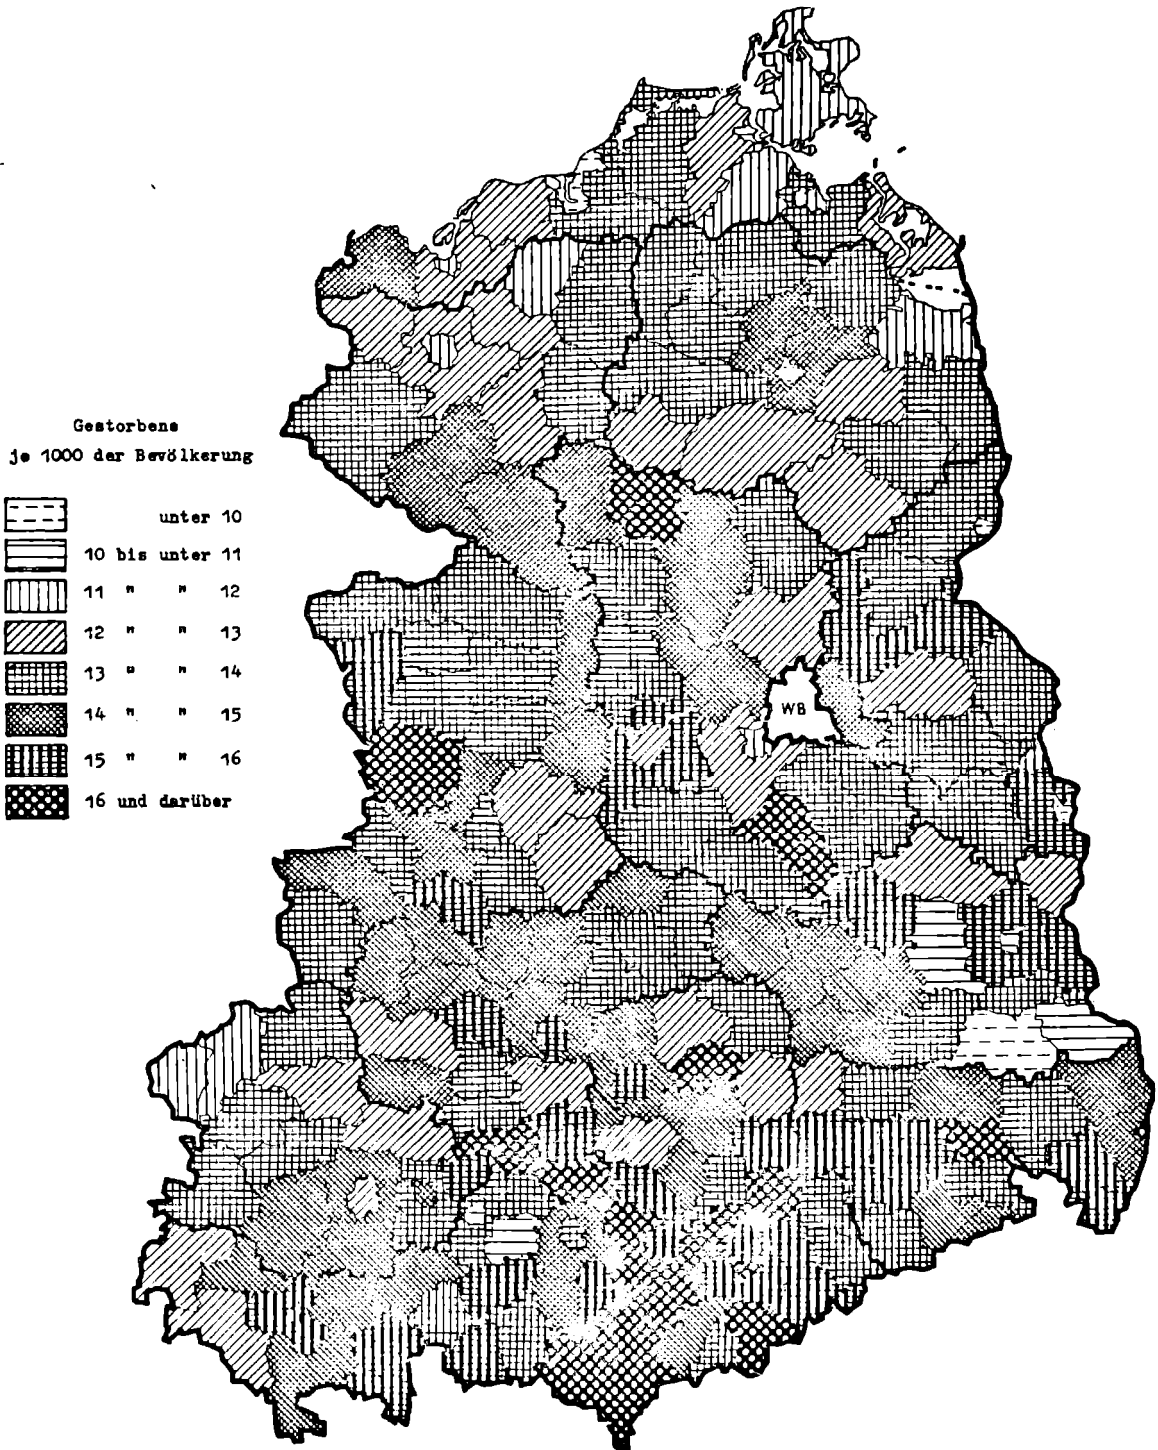 Gestorbene
je 1000 der Bevölkerung
unter 10
10 bis unter 11
11 " " 12
12 " " 13
13 " " 14
14 " " 15
15 " " 16
16 und darüber
WB